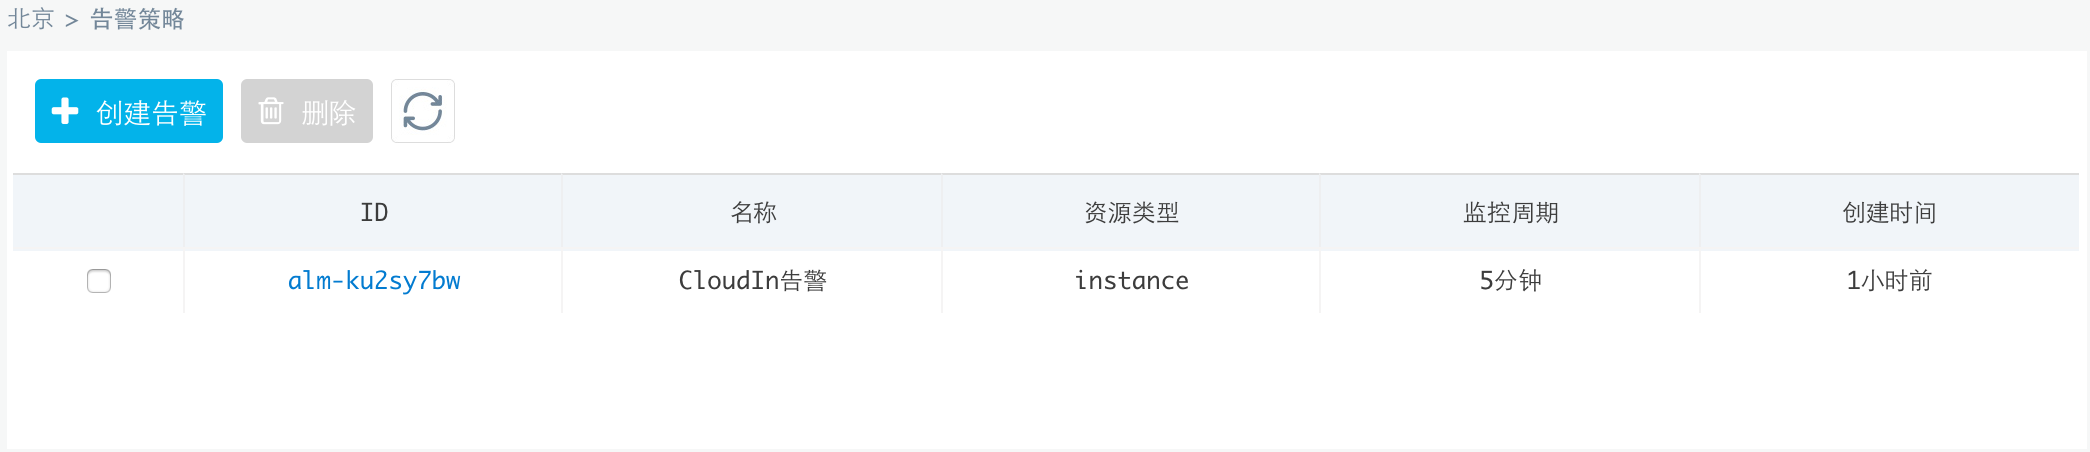 北京 > 告警策略
创建告警 删除
ID 名称 资源类型 监控周期 创建时间
alm-ku2sy7bw CloudIn告警 instance 5分钟 1小时前